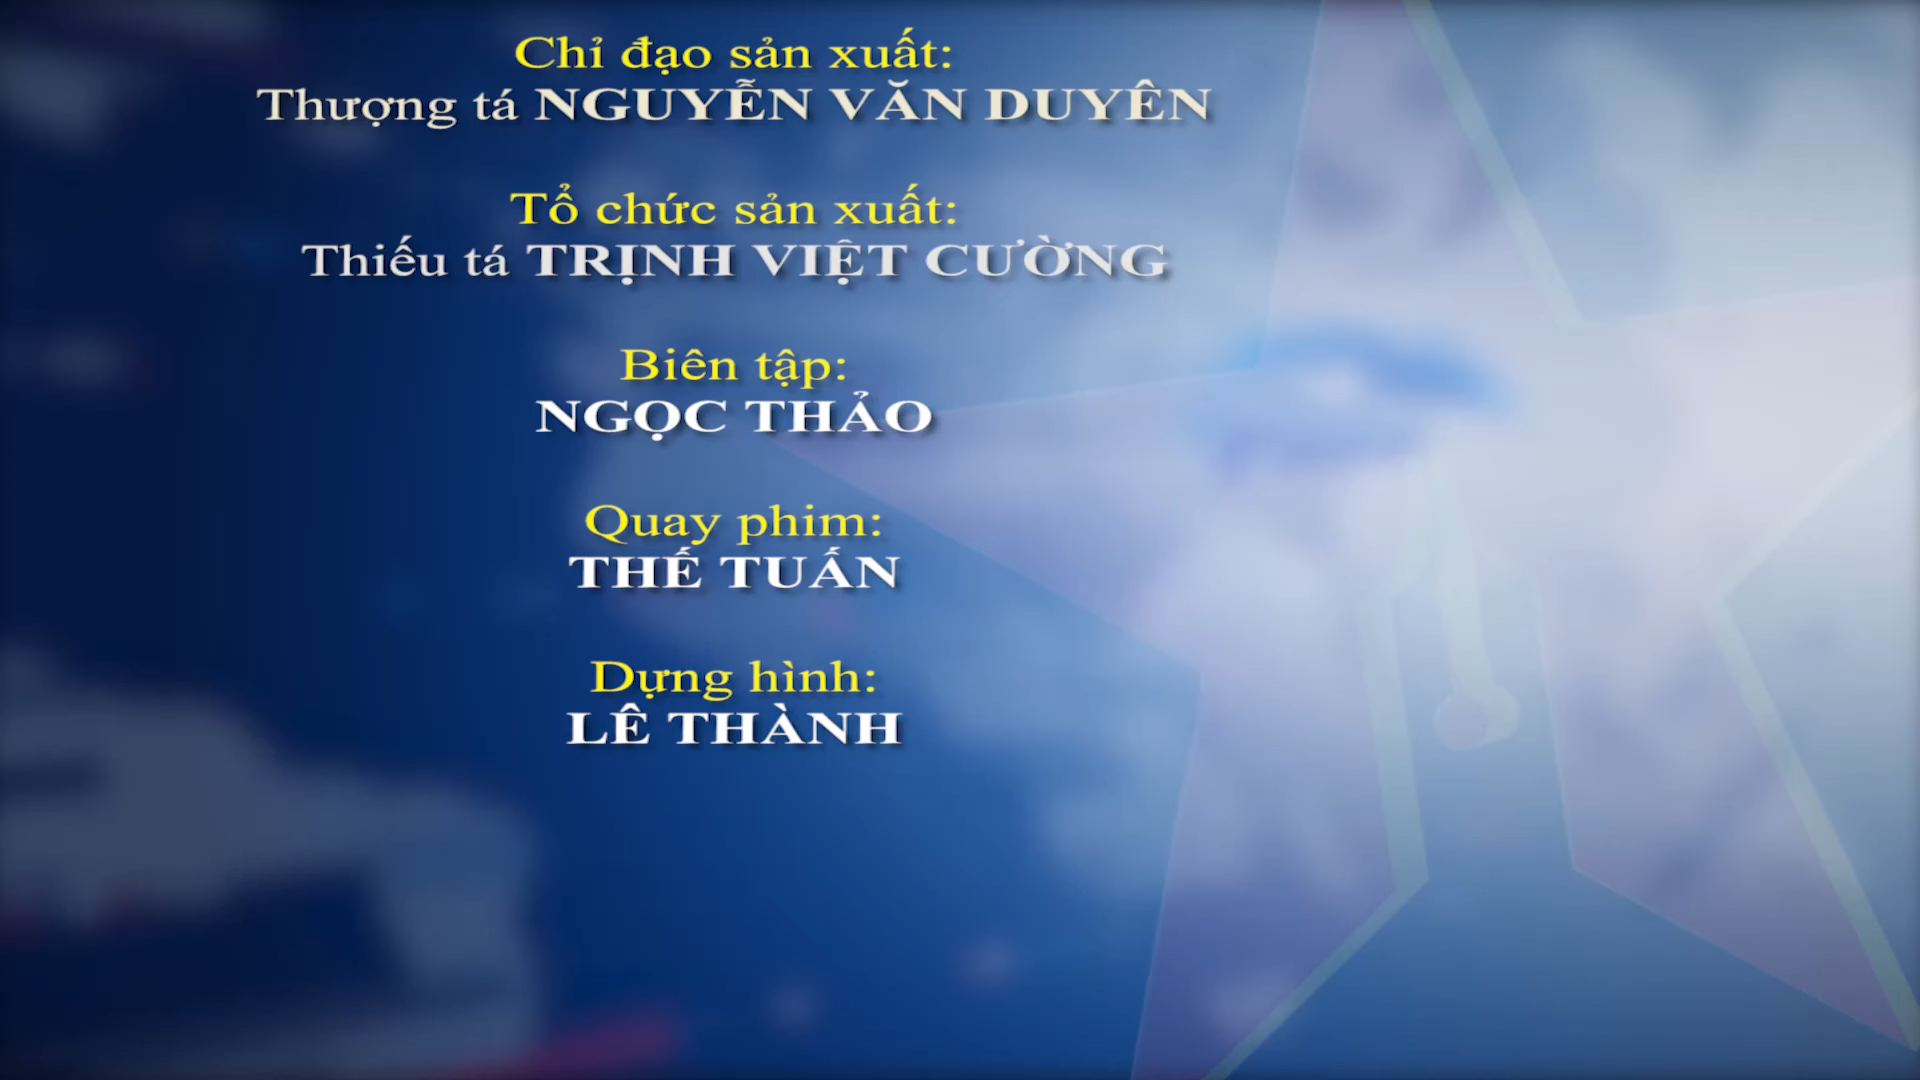 Chỉ đạo sản xuất:
Thượng tá NGUYỄN VĂN DUYÊN
Tổ chức sản xuất:
Thiếu tá TRỊNH VIỆT CƯỜNG
Biên tập:
NGỌC THẢO
Quay phim:
THẾ TUẤN
Dựng hình:
LÊ THÀNH